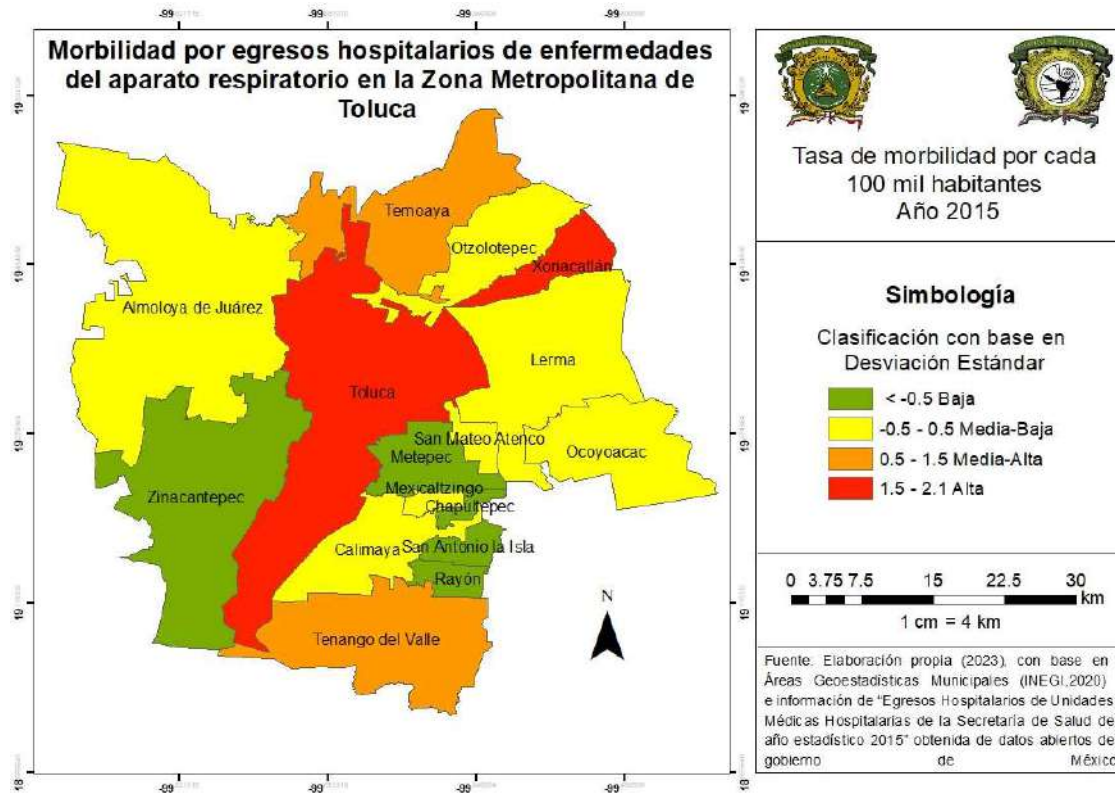 Morbilidad por egresos hospitalarios de enfermedades
del aparato respiratorio en la Zona Metropolitana de
Toluca
Temoaya
Otzolotepec
Xonacatlán
Almoloya de Juárez
Lerma
Toluca
San Mateo Atenco
Metepec
Ocoyoacac
Zinacantepec
Mexicaltzingo
Chapultepec
Calimaya
San Antonio la Isla
Rayón
Tenango del Valle
N
Tasa de morbilidad por cada
100 mil habitantes
Año 2015
Simbología
Clasificación con base en
Desviación Estándar
< -0.5 Baja
-0.5 - 0.5 Media-Baja
0.5 - 1.5 Media-Alta
1.5 - 2.1 Alta
0 3.75 7.5 15 22.5 30
km
1 cm = 4 km
Fuente: Elaboración propia (2023), con base en
Áreas Geoestadísticas Municipales (INEGI,2020)
e información de "Egresos Hospitalarios de Unidades
Médicas Hospitalarias de la Secretaría de Salud de
año estadístico 2015" obtenida de datos abiertos de
gobierno de México